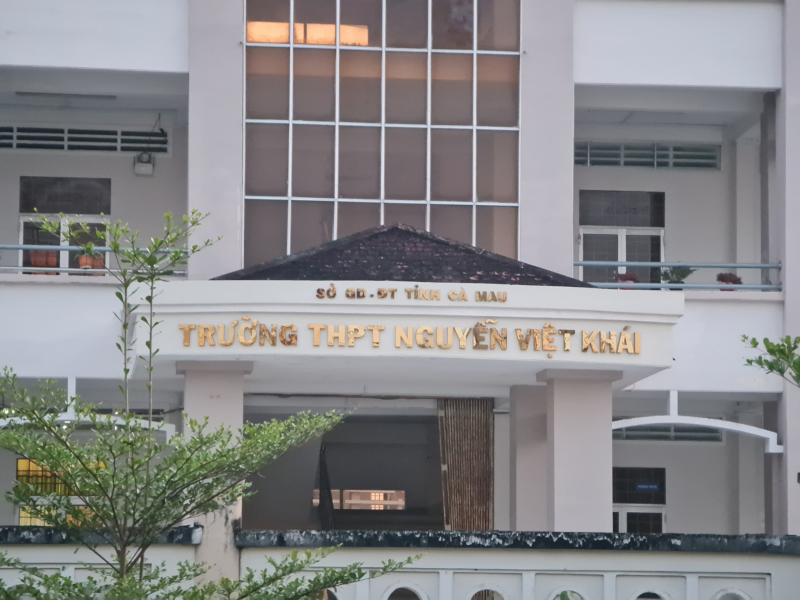 SỞ GD - ĐT TỈNH CÀ MAU
TRƯỜNG THPT NGUYỄN VIỆT KHÁI